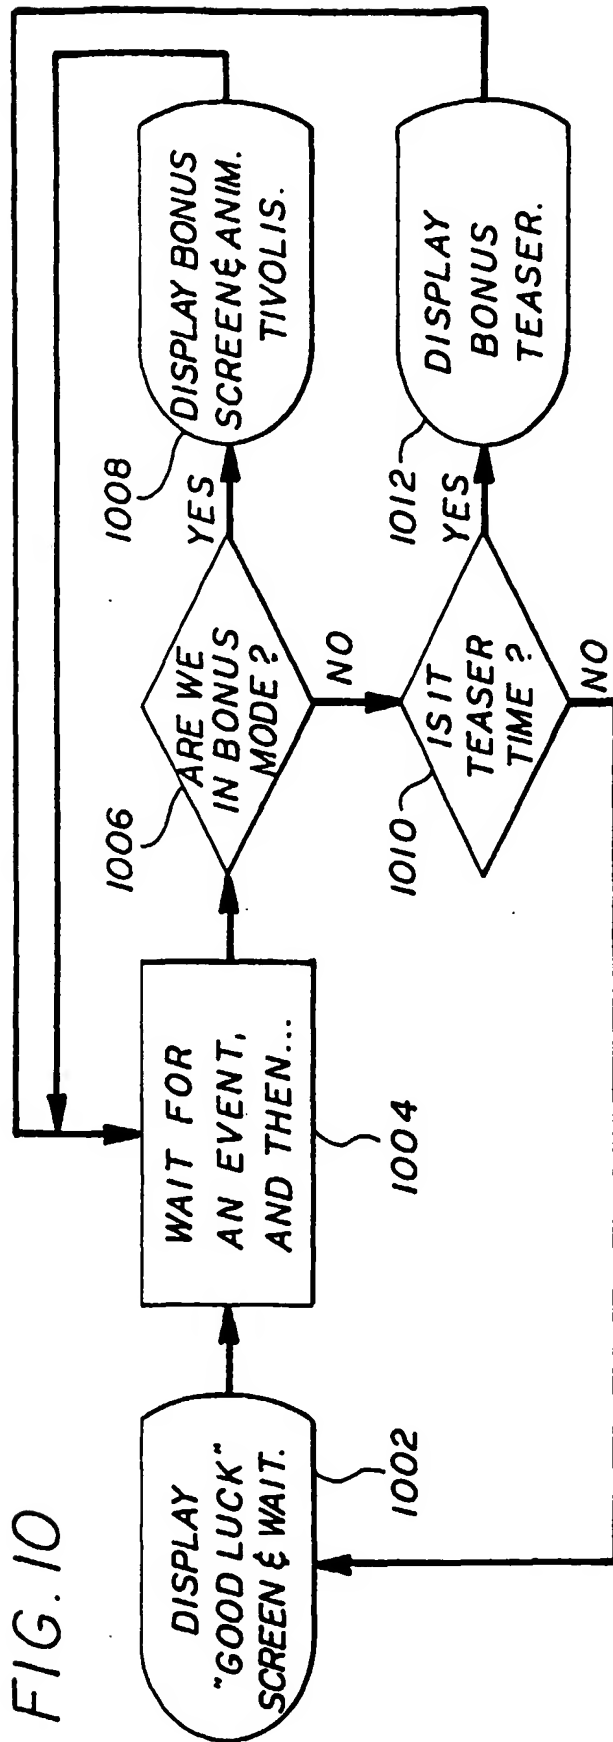 FIG. 10
DISPLAY
"GOOD LUCK"
SCREEN & WAIT.
1002
WAIT FOR
AN EVENT,
AND THEN...
1004
1006
ARE WE
IN BONUS
MODE?
YES
NO
1008
DISPLAY BONUS
SCREEN & ANIM.
TIVOLIS.
1010
IS IT
TEASER
TIME?
YES
NO
1012
DISPLAY
BONUS
TEASER.